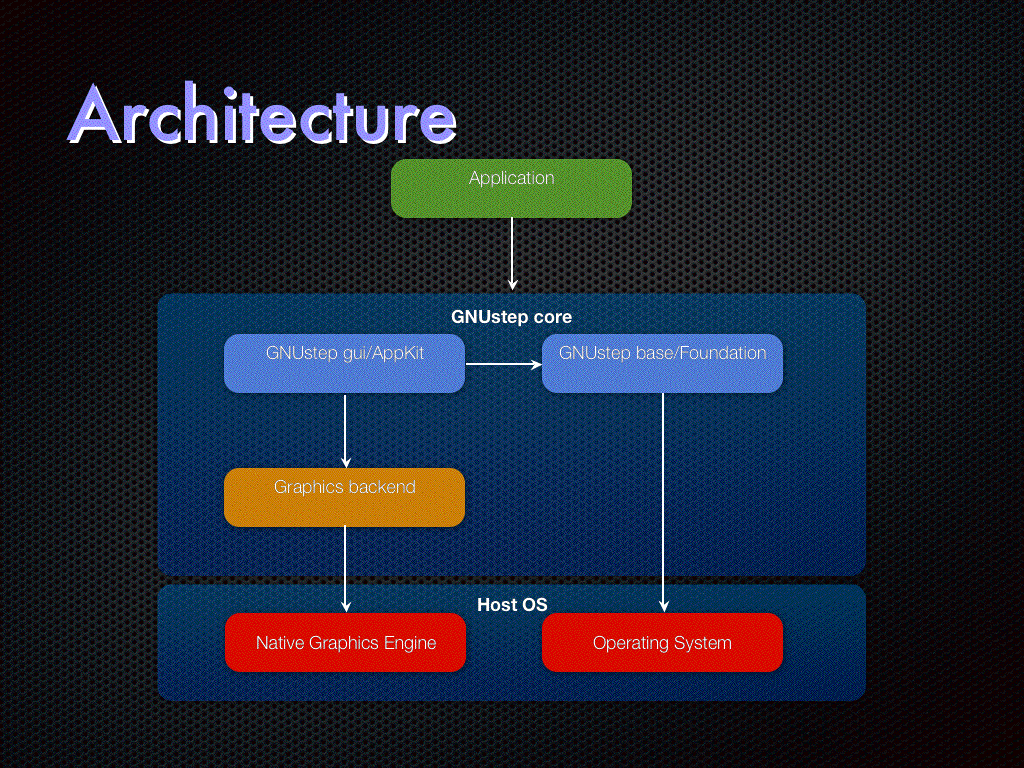 Architecture
Application
GNUstep core
GNUstep gui/AppKit
GNUstep base/Foundation
Graphics backend
Host OS
Native Graphics Engine
Operating System